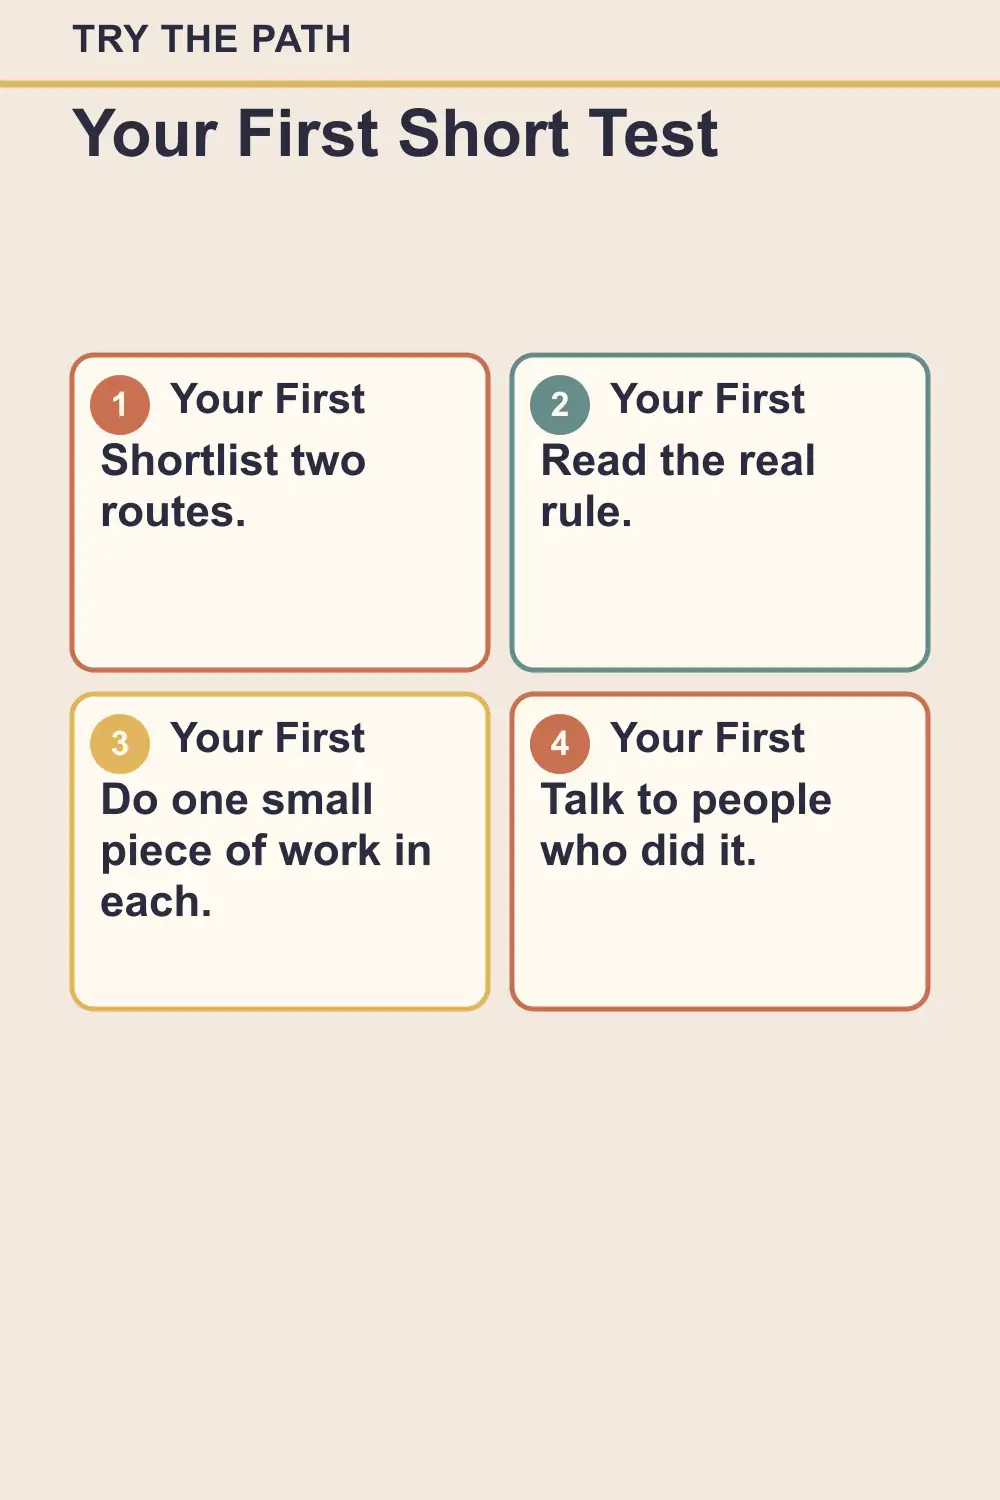 TRY THE PATH
Your First Short Test
1 Your First
Shortlist two
routes.
2 Your First
Read the real
rule.
3 Your First
Do one small
piece of work in
each.
4 Your First
Talk to people
who did it.